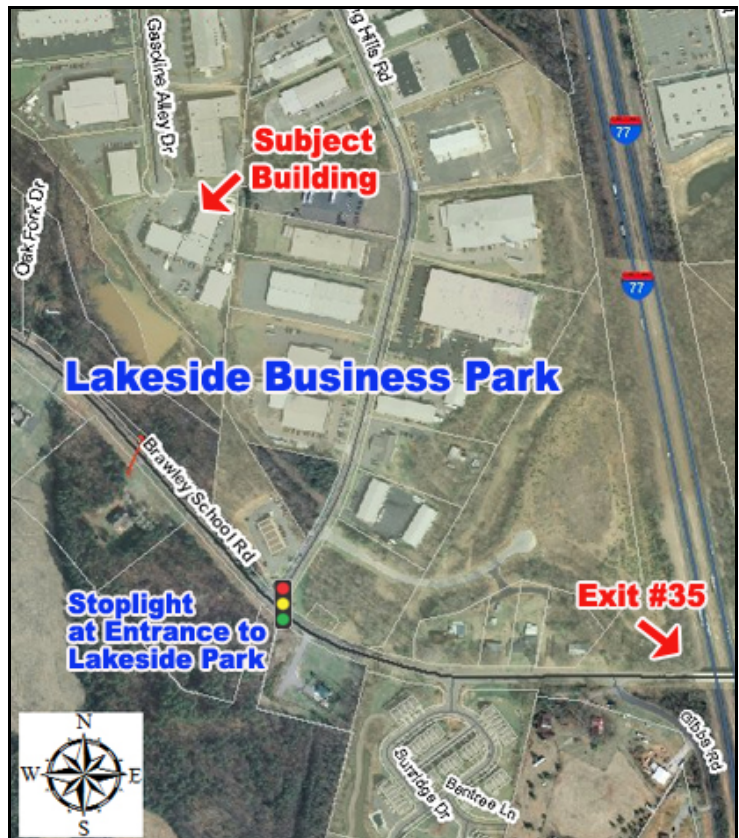 Gasoline Alley Dr
g Hills Rd
77
Subject
Building
Oak Fork Dr
77
Lakeside Business Park
Brawley School Rd
Stoplight
at Entrance to
Lakeside Park
Exit #35
Gibbs Rd
Sunridge Dr
Bentree Ln
N
W
E
S